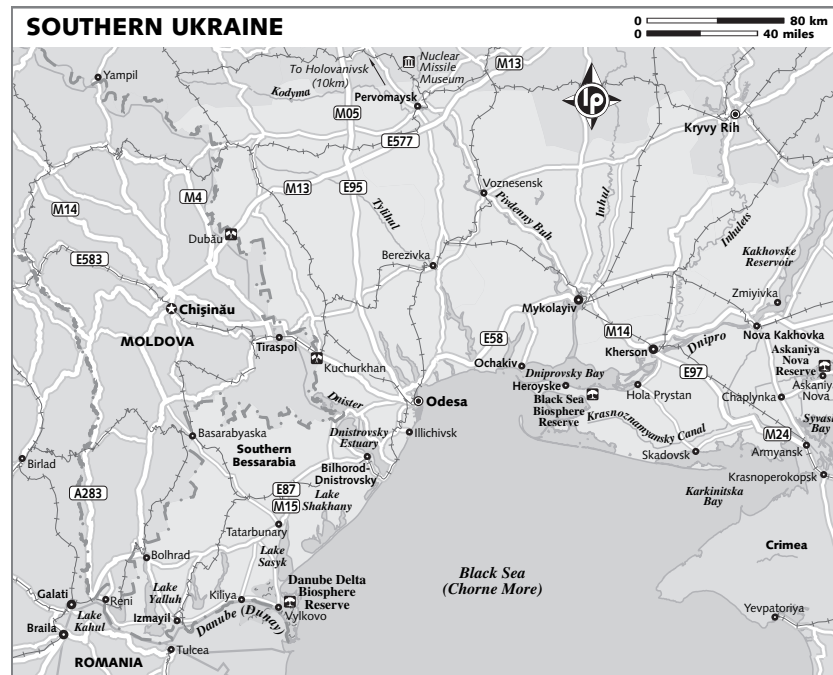 SOUTHERN UKRAINE
0 80 km
0 40 miles
Yampil
To Holovanivsk
(10km)
Kodyma
Nuclear
Missile
Museum
M13
Pervomaysk
M05
lp
Kryvy Rih
E577
M14
M4
M13
E95
Voznesensk
Tylihul
Pivdenny Buh
Inhul
Inhulets
Dubău
E583
Berezivka
Kakhovske
Reservoir
Chişinău
Mykolayiv
Zmiyivka
MOLDOVA
Tiraspol
Kuchurkhan
E58
M14
Kherson
Dnipro
Nova Kakhovka
Ochakiv
Dniprovsky Bay
E97
Askaniya
Nova
Reserve
Heroyske
Hola Prystan
Askaniya
Nova
Dnister
Odesa
Black Sea
Biosphere
Reserve
Chaplynka
Krasnoznamyansky Canal
Syvash
Bay
Basarabyaska
Dnistrovsky
Estuary
Illichivsk
M24
Armyansk
Birlad
Southern
Bessarabia
Bilhorod-
Dnistrovsky
Skadovsk
Krasnoperokopsk
A283
E87
M15
Lake
Shakhany
Karkinitska
Bay
Tatarbunary
Bolhrad
Lake
Sasyk
Crimea
Galati
Reni
Lake
Yalluh
Kiliya
Danube Delta
Biosphere
Reserve
Black Sea
(Chorne More)
Lake
Kahul
Izmayil
Danube (Dunay)
Vylkovo
Yevpatoriya
Braila
ROMANIA
Tulcea